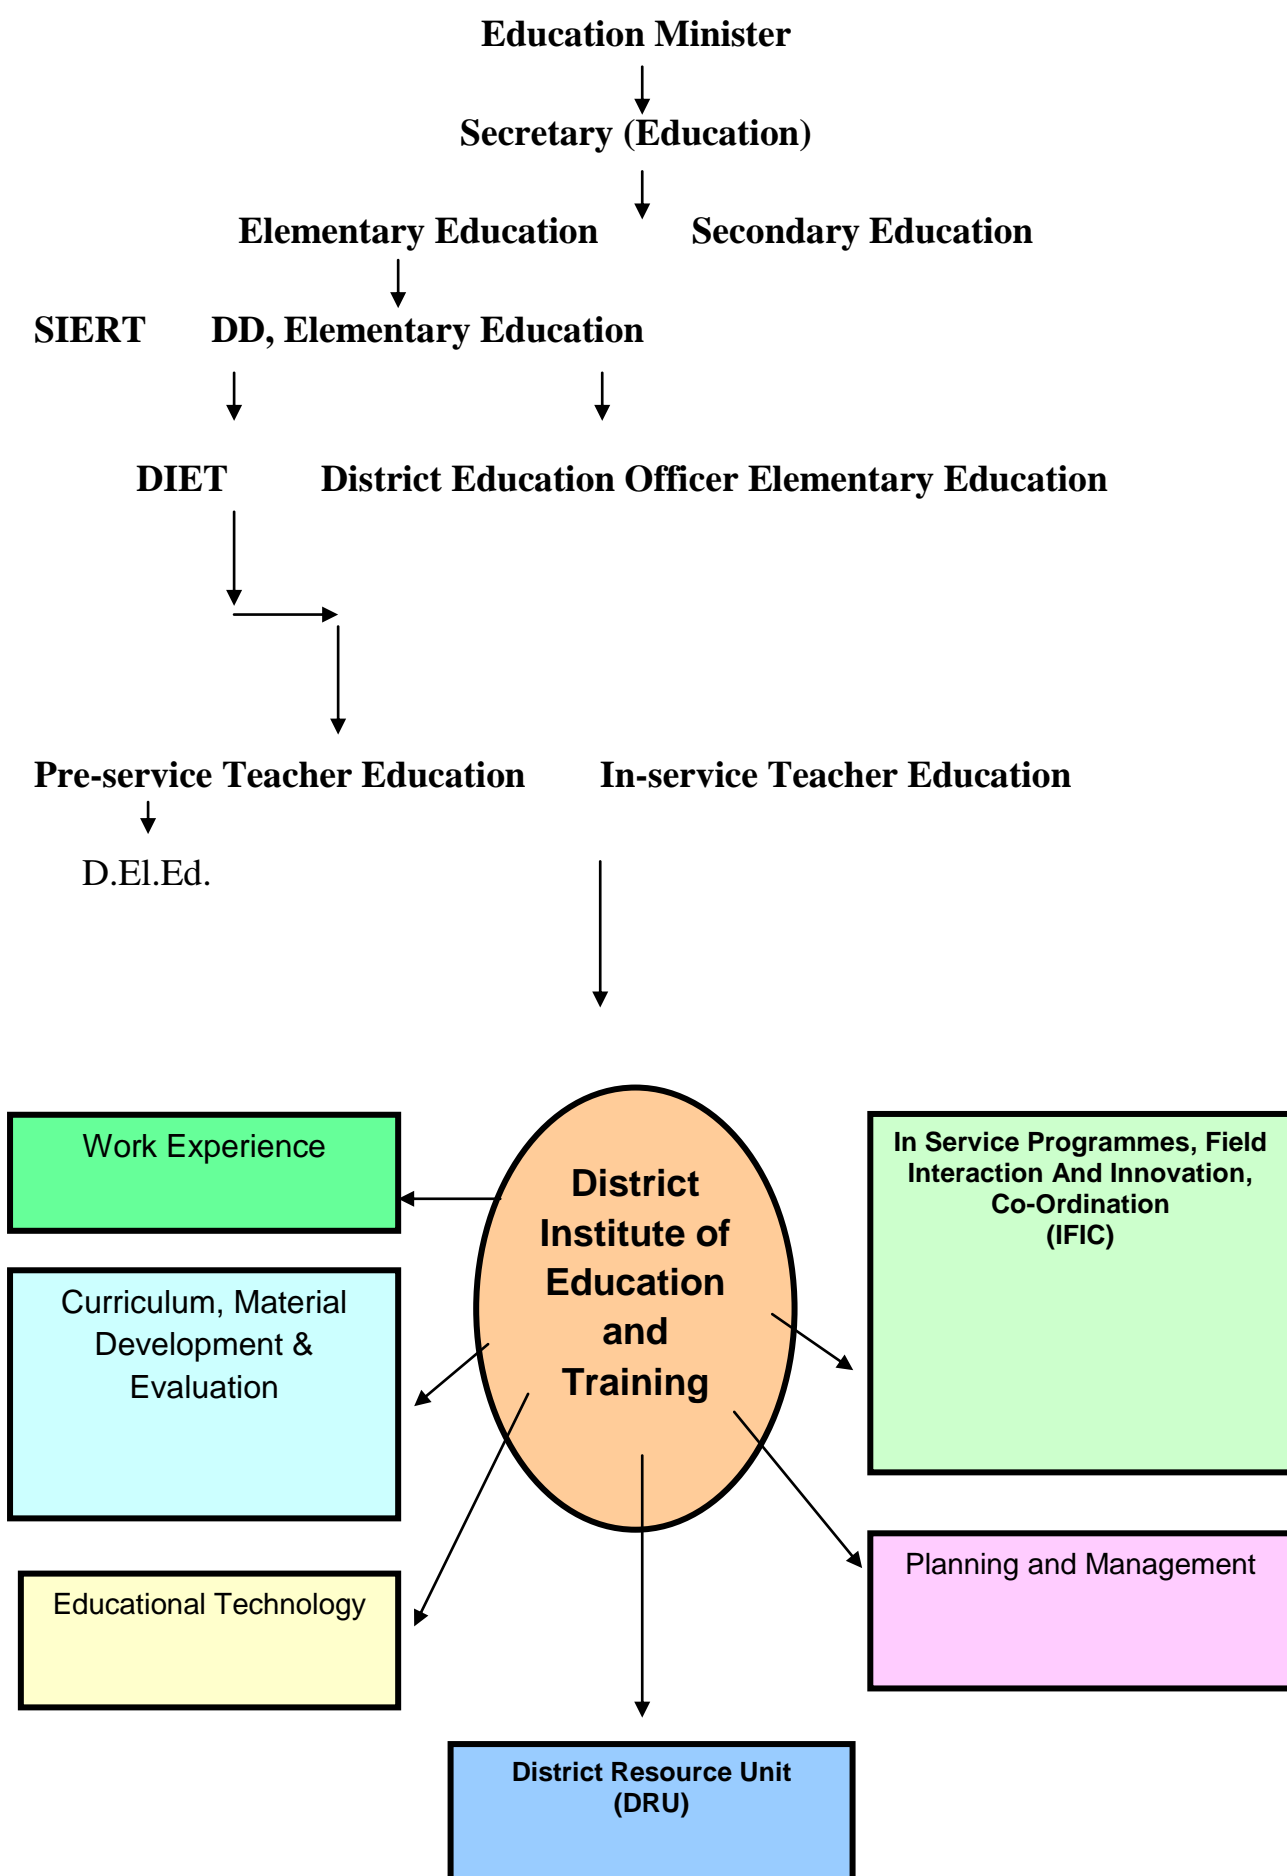 Education Minister
Secretary (Education)
Elementary Education Secondary Education
SIERT DD, Elementary Education
DIET District Education Officer Elementary Education
Pre-service Teacher Education In-service Teacher Education
D.El.Ed.
Work Experience
Curriculum, Material
Development &
Evaluation
Educational Technology
District
Institute of
Education
and
Training
In Service Programmes, Field
Interaction And Innovation,
Co-Ordination
(IFIC)
Planning and Management
District Resource Unit
(DRU)